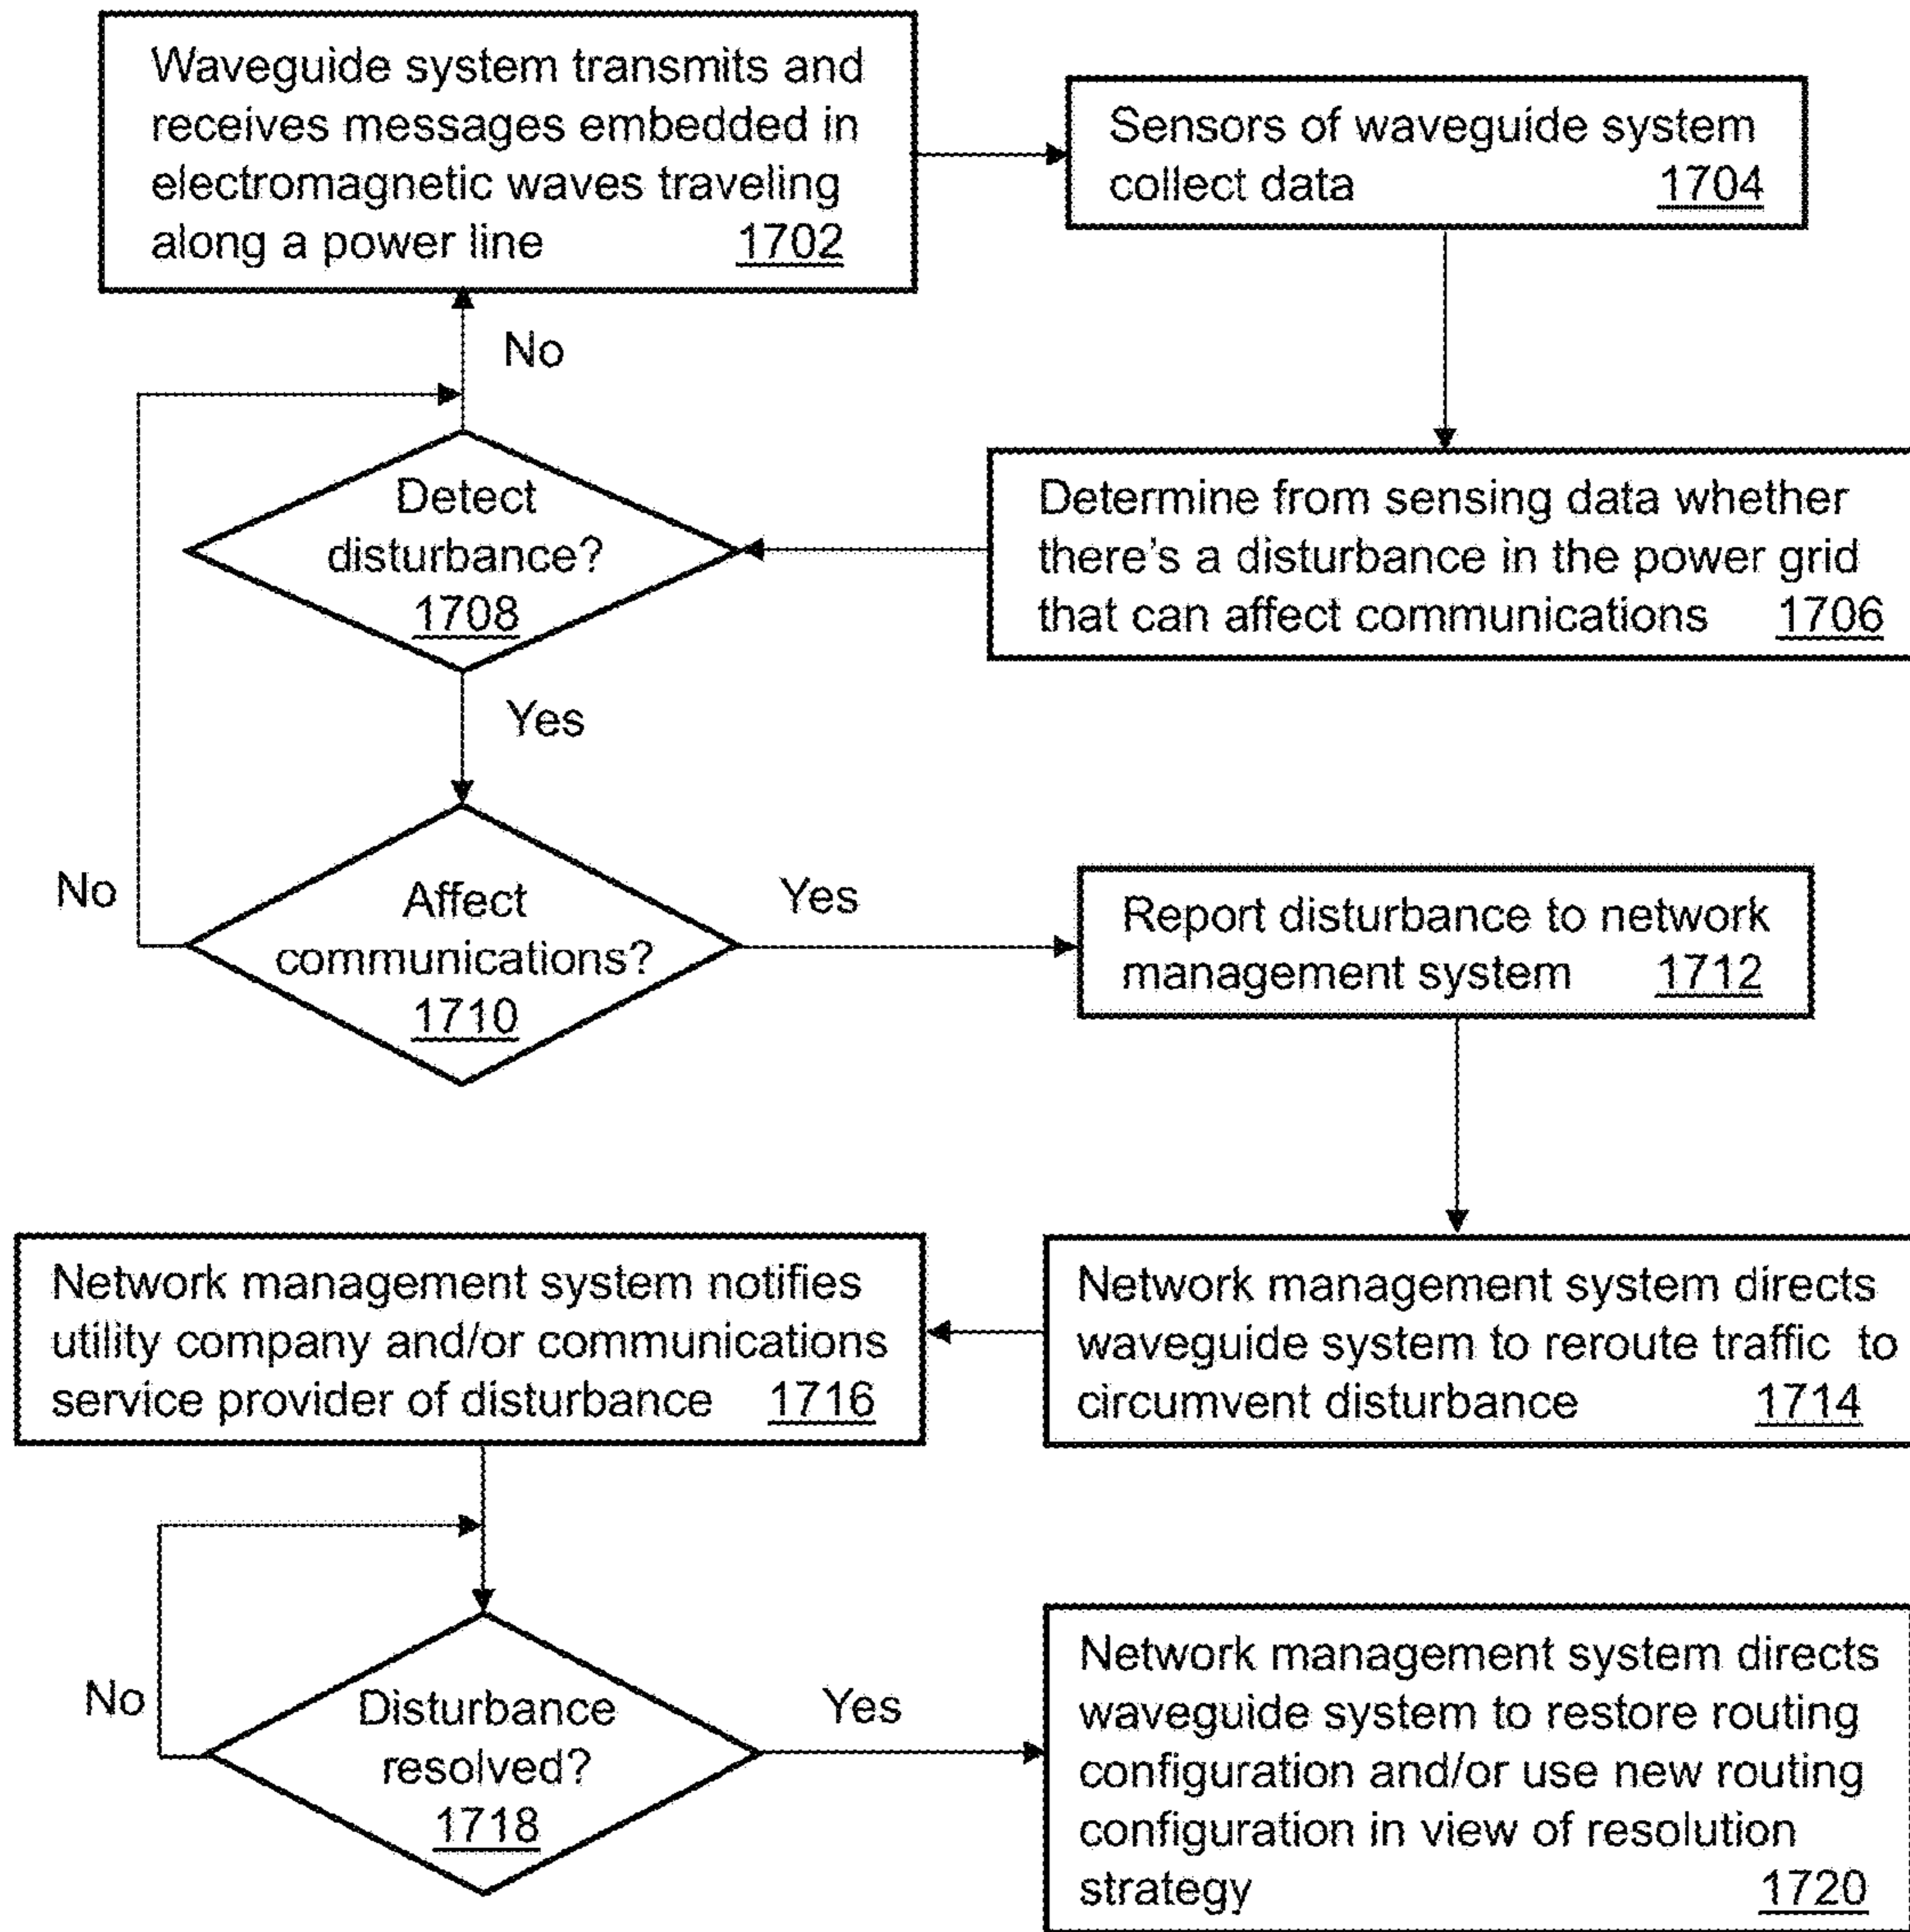 Waveguide system transmits and
receives messages embedded in
electromagnetic waves traveling
along a power line 1702
Sensors of waveguide system
collect data 1704
No
Detect
disturbance?
1708
Determine from sensing data whether
there's a disturbance in the power grid
that can affect communications 1706
Yes
No
Affect
communications?
1710
Yes
Report disturbance to network
management system 1712
Network management system notifies
utility company and/or communications
service provider of disturbance 1716
Network management system directs
waveguide system to reroute traffic to
circumvent disturbance 1714
No
Disturbance
resolved?
1718
Yes
Network management system directs
waveguide system to restore routing
configuration and/or use new routing
configuration in view of resolution
strategy 1720